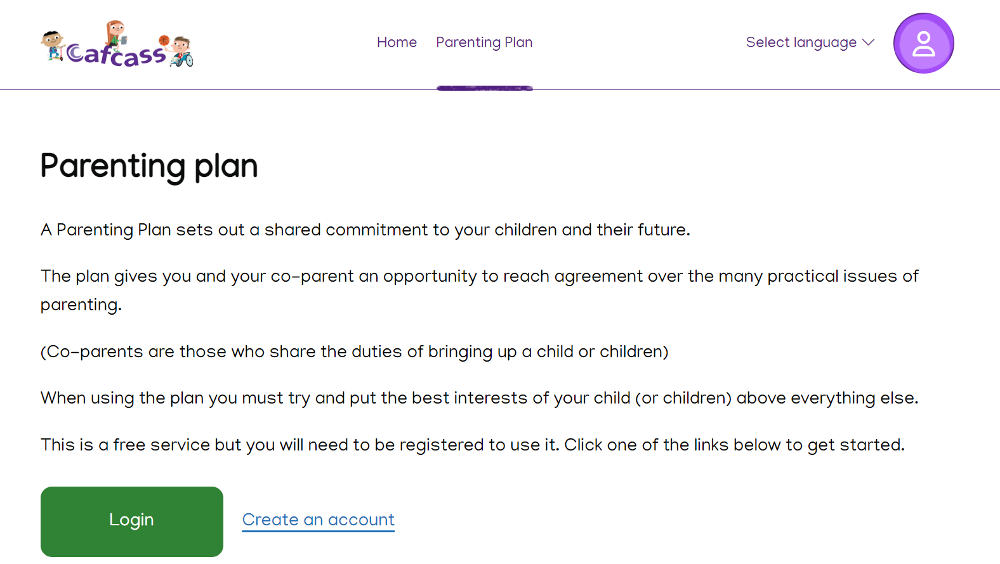 Cafcass
Home
Parenting Plan
Select language
Parenting plan
A Parenting Plan sets out a shared commitment to your children and their future.
The plan gives you and your co-parent an opportunity to reach agreement over the many practical issues of
parenting.
(Co-parents are those who share the duties of bringing up a child or children)
When using the plan you must try and put the best interests of your child (or children) above everything else.
This is a free service but you will need to be registered to use it. Click one of the links below to get started.
Login
Create an account